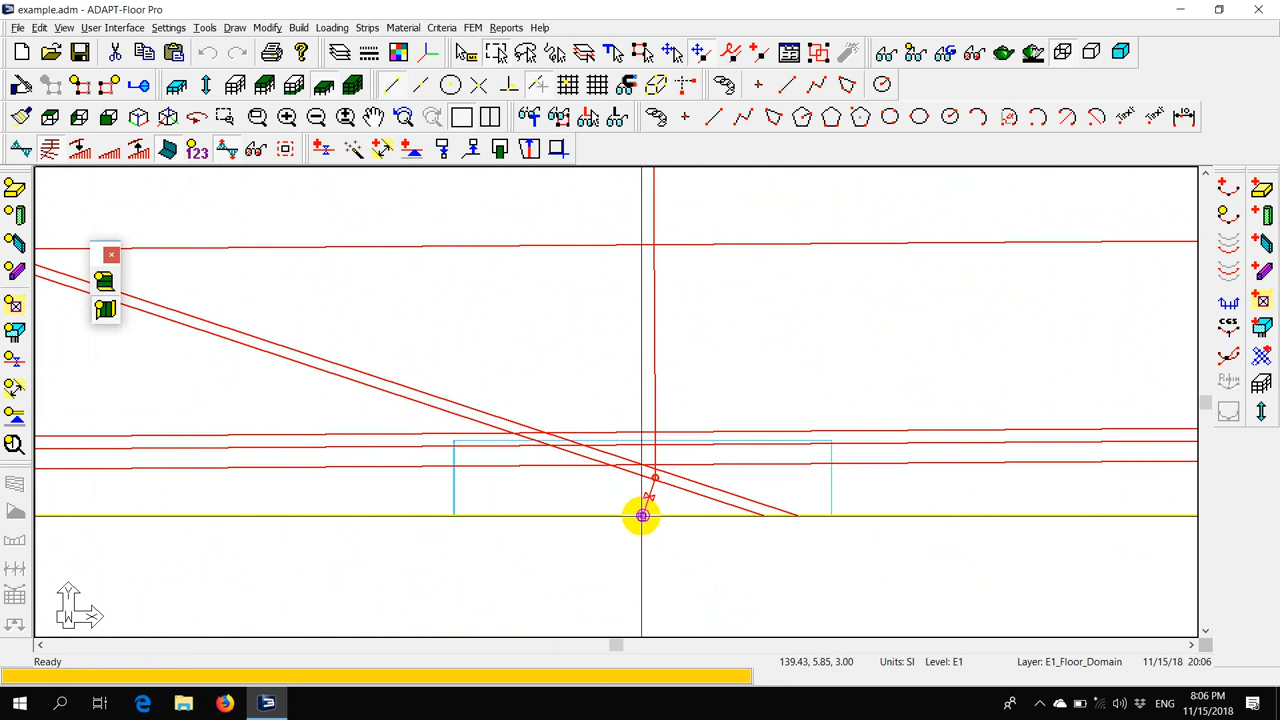 example.adm - ADAPT-Floor Pro
File Edit View User Interface Settings Tools Draw Modify Build Loading Strips Material Criteria FEM Reports Help
123
CGS
W
Y
X
Ready
139.43, 5.85, 3.00 Units: SI Level: E1 Layer: E1_Floor_Domain 11/15/18 20:06
ENG
8:06 PM
11/15/2018